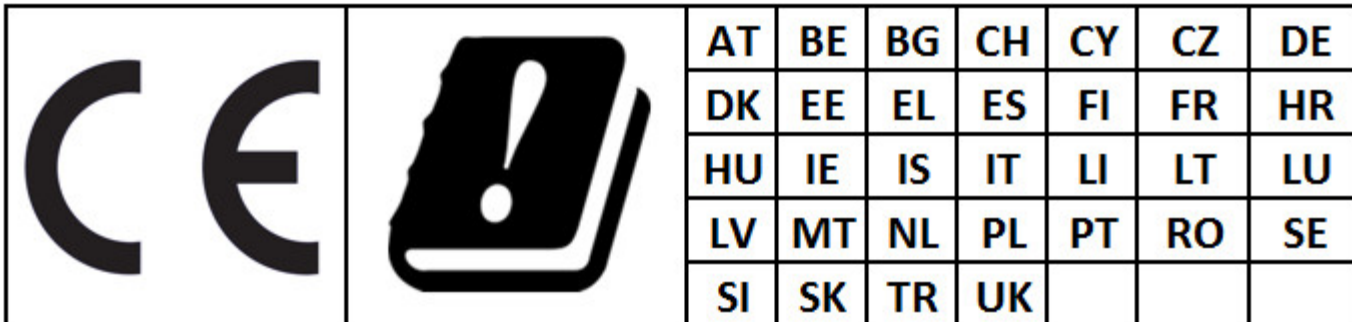 CE
AT BE BG CH CY CZ DE
DK EE EL ES FI FR HR
HU IE IS IT LI LT LU
LV MT NL PL PT RO SE
SI SK TR UK